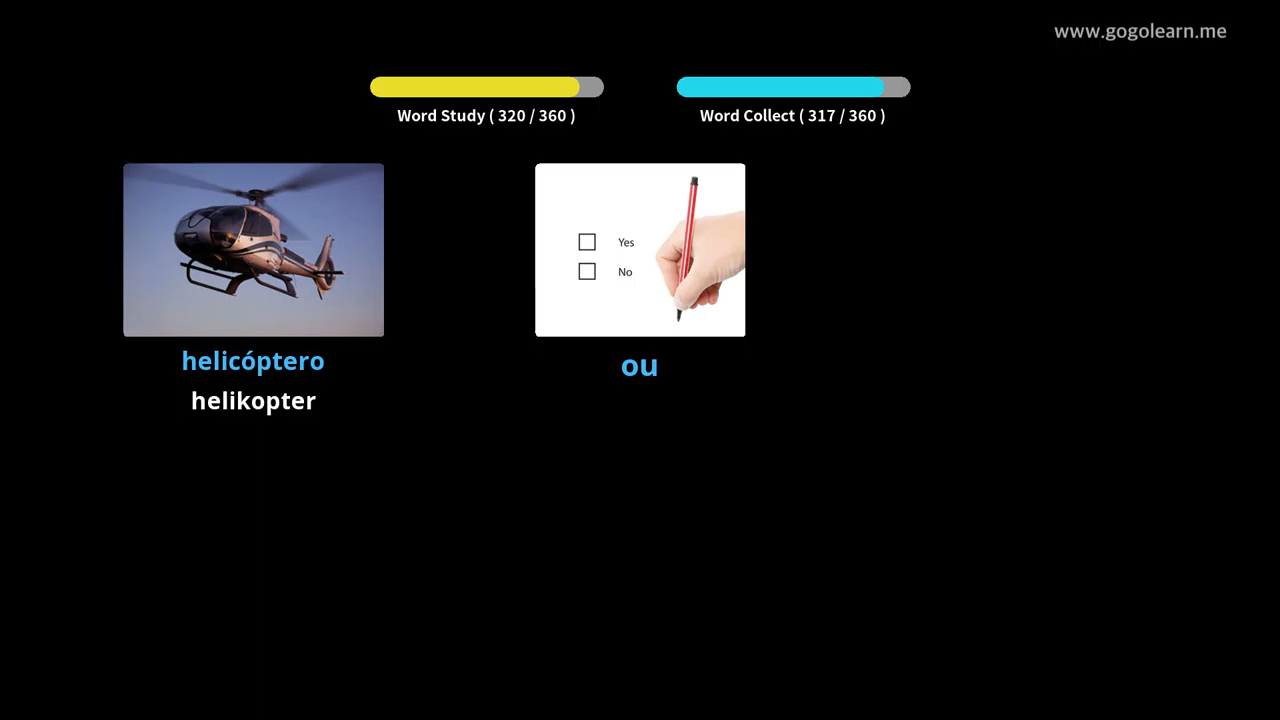 www.gogolearn.me
Word Study ( 320 / 360 )
Word Collect ( 317 / 360 )
Yes
No
helicóptero
helikopter
ou